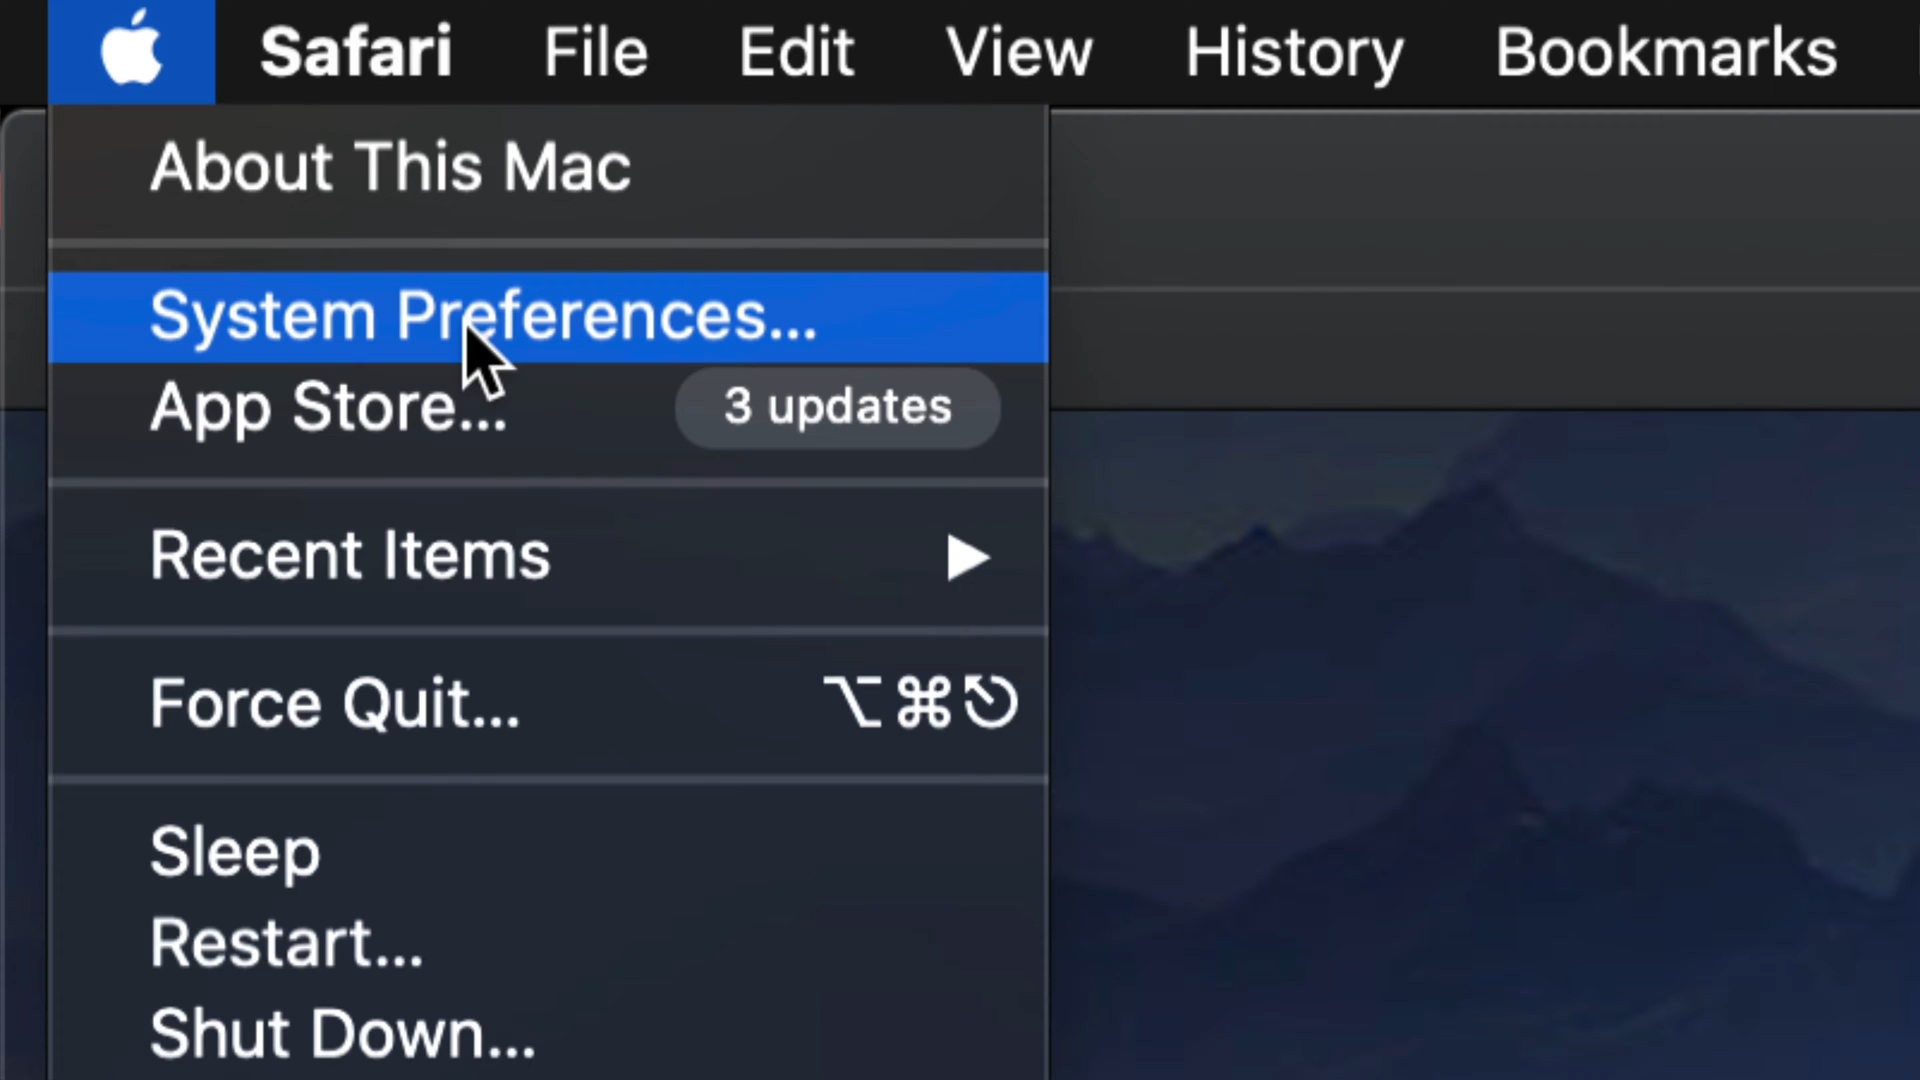 Safari File Edit View History Bookmarks
About This Mac
System Preferences...
App Store... 3 updates
Recent Items ▶
Force Quit... ⌥⌘⎋
Sleep
Restart...
Shut Down...